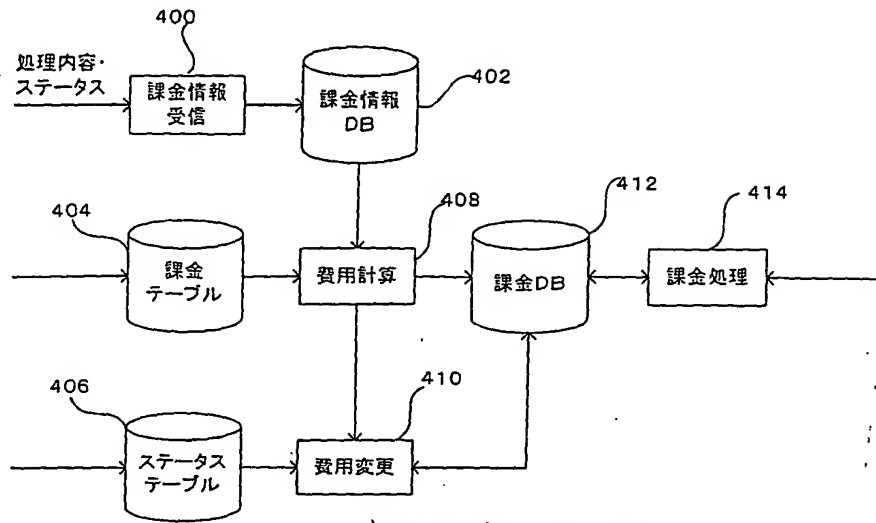 400
処理内容・
ステータス
課金情報
受信
課金情報
DB
402
404
課金
テーブル
408
費用計算
412
課金DB
414
課金処理
406
ステータス
テーブル
410
費用変更